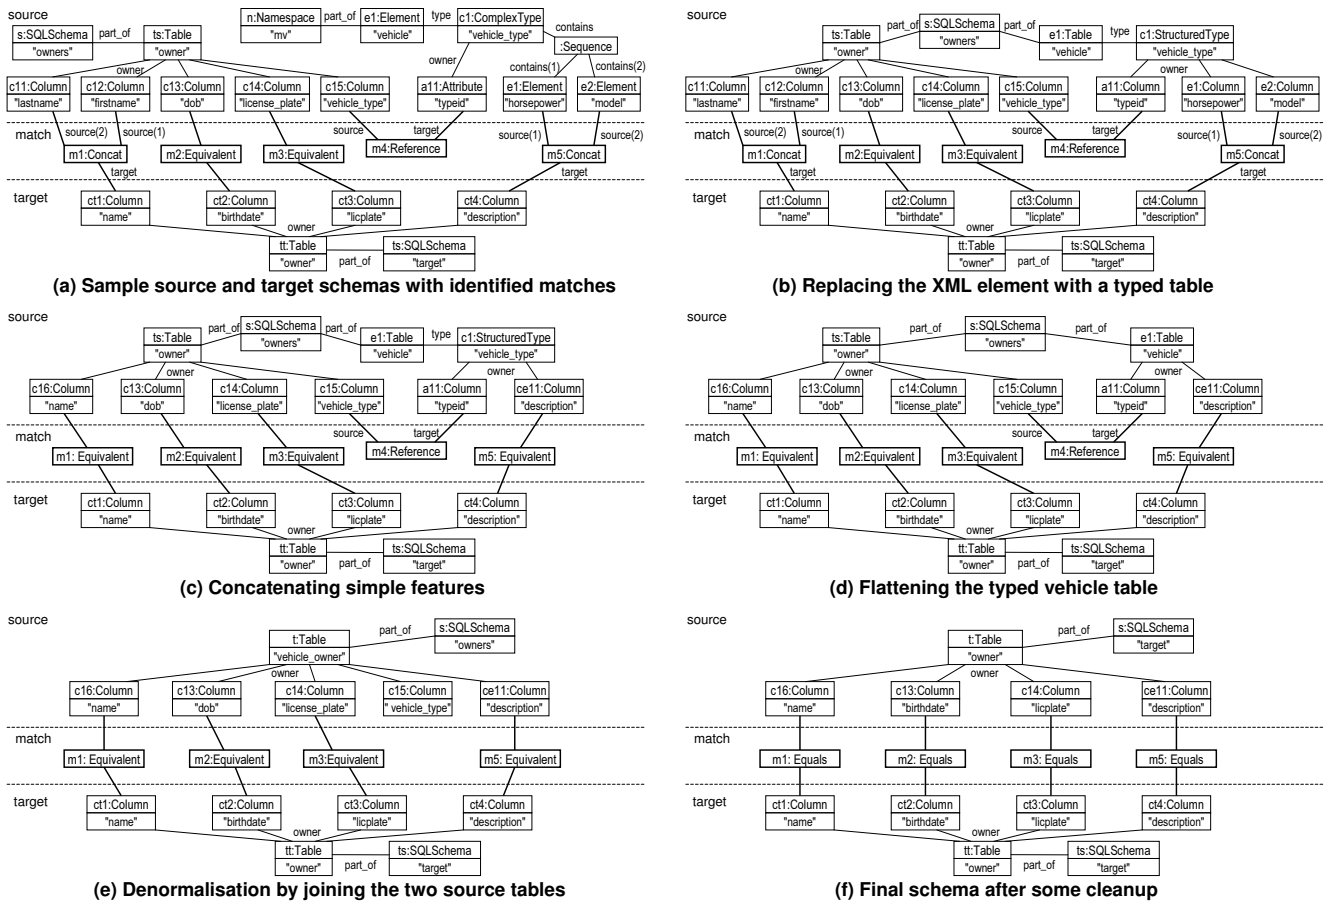 source
n:Namespace part_of e1:Element type c1:ComplexType
"mv" "vehicle" "vehicle_type"
contains
s:SQLSchema part_of ts:Table
"owners" "owner"
:Sequence
owner owner contains(1) contains(2)
c11:Column c12:Column c13:Column c14:Column c15:Column a11:Attribute e1:Element e2:Element
"lastname" "firstname" "dob" "license_plate" "vehicle_type" "typeid" "horsepower" "model"
match source(2) source(1) source target source(1) source(2)
m1:Concat m2:Equivalent m3:Equivalent m4:Reference m5:Concat
target target
target ct1:Column ct2:Column ct3:Column ct4:Column
"name" "birthdate" "licplate" "description"
owner
tt:Table part_of ts:SQLSchema
"owner" "target"
(a) Sample source and target schemas with identified matches
source
ts:Table part_of s:SQLSchema part_of e1:Table type c1:StructuredType
"owner" "owners" "vehicle" "vehicle_type"
owner owner
c11:Column c12:Column c13:Column c14:Column c15:Column a11:Column e1:Column e2:Column
"lastname" "firstname" "dob" "license_plate" "vehicle_type" "typeid" "horsepower" "model"
match source(2) source(1) source target source(1) source(2)
m1:Concat m2:Equivalent m3:Equivalent m4:Reference m5:Concat
target target
target ct1:Column ct2:Column ct3:Column ct4:Column
"name" "birthdate" "licplate" "description"
owner
tt:Table part_of ts:SQLSchema
"owner" "target"
(b) Replacing the XML element with a typed table
source
ts:Table part_of s:SQLSchema part_of e1:Table type c1:StructuredType
"owner" "owners" "vehicle" "vehicle_type"
owner owner
c16:Column c13:Column c14:Column c15:Column a11:Column ce11:Column
"name" "dob" "license_plate" "vehicle_type" "typeid" "description"
match source target
m1: Equivalent m2:Equivalent m3:Equivalent m4:Reference m5: Equivalent
target ct1:Column ct2:Column ct3:Column ct4:Column
"name" "birthdate" "licplate" "description"
owner
tt:Table part_of ts:SQLSchema
"owner" "target"
(c) Concatenating simple features
source
ts:Table part_of s:SQLSchema part_of e1:Table
"owner" "owners" "vehicle"
owner owner
c16:Column c13:Column c14:Column c15:Column a11:Column ce11:Column
"name" "dob" "license_plate" "vehicle_type" "typeid" "description"
match source target
m1: Equivalent m2:Equivalent m3:Equivalent m4:Reference m5: Equivalent
target ct1:Column ct2:Column ct3:Column ct4:Column
"name" "birthdate" "licplate" "description"
owner
tt:Table part_of ts:SQLSchema
"owner" "target"
(d) Flattening the typed vehicle table
source
t:Table part_of s:SQLSchema
"vehicle_owner" "owners"
owner
c16:Column c13:Column c14:Column c15:Column ce11:Column
"name" "dob" "license_plate" " vehicle_type" "description"
match
m1: Equivalent m2:Equivalent m3:Equivalent m5: Equivalent
target ct1:Column ct2:Column ct3:Column ct4:Column
"name" "birthdate" "licplate" "description"
owner
tt:Table part_of ts:SQLSchema
"owner" "target"
(e) Denormalisation by joining the two source tables
source
t:Table part_of s:SQLSchema
"owner" "target"
owner
c16:Column c13:Column c14:Column ce11:Column
"name" "birthdate" "licplate" "description"
match
m1: Equals m2: Equals m3: Equals m5: Equals
target ct1:Column ct2:Column ct3:Column ct4:Column
"name" "birthdate" "licplate" "description"
owner
tt:Table part_of ts:SQLSchema
"owner" "target"
(f) Final schema after some cleanup